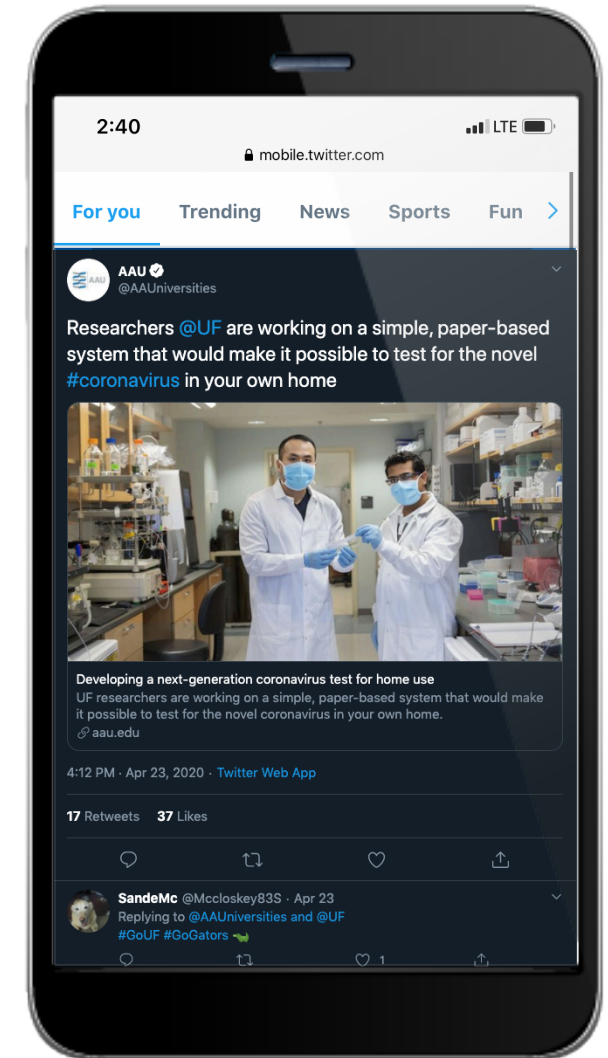 2:40
LTE
mobile.twitter.com
For you Trending News Sports Fun
AAU
AAU
@AAUniversities
Researchers @UF are working on a simple, paper-based
system that would make it possible to test for the novel
#coronavirus in your own home
Developing a next-generation coronavirus test for home use
UF researchers are working on a simple, paper-based system that would make
it possible to test for the novel coronavirus in your own home.
aau.edu
4:12 PM · Apr 23, 2020 · Twitter Web App
17 Retweets 37 Likes
SandeMc @Mccloskey83S · Apr 23
Replying to @AAUniversities and @UF
#GoUF #GoGators 🐊
1